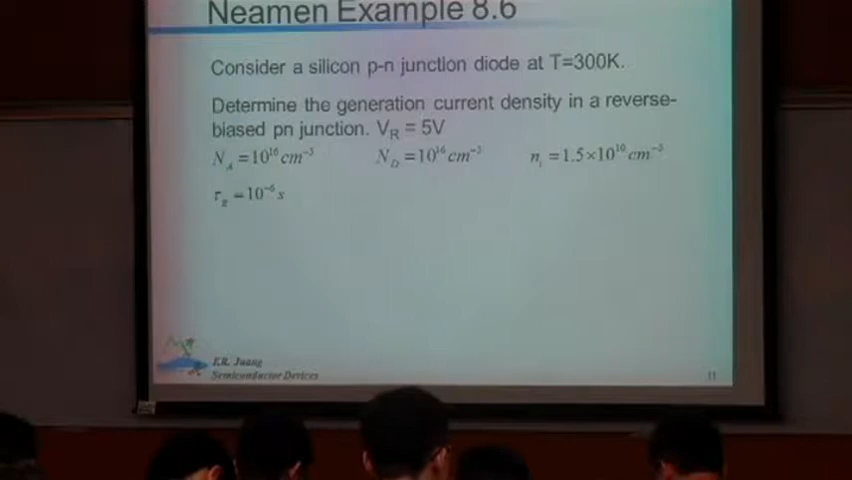 Neamen Example 8.6
Consider a silicon p-n junction diode at T=300K.
Determine the generation current density in a reverse-
biased pn junction. V_R = 5V
N_A = 10^16 cm^-3 N_D = 10^16 cm^-3 n_i = 1.5×10^10 cm^-3
τ_g = 10^-6 s
F.R. Juang
Semiconductor Devices
11